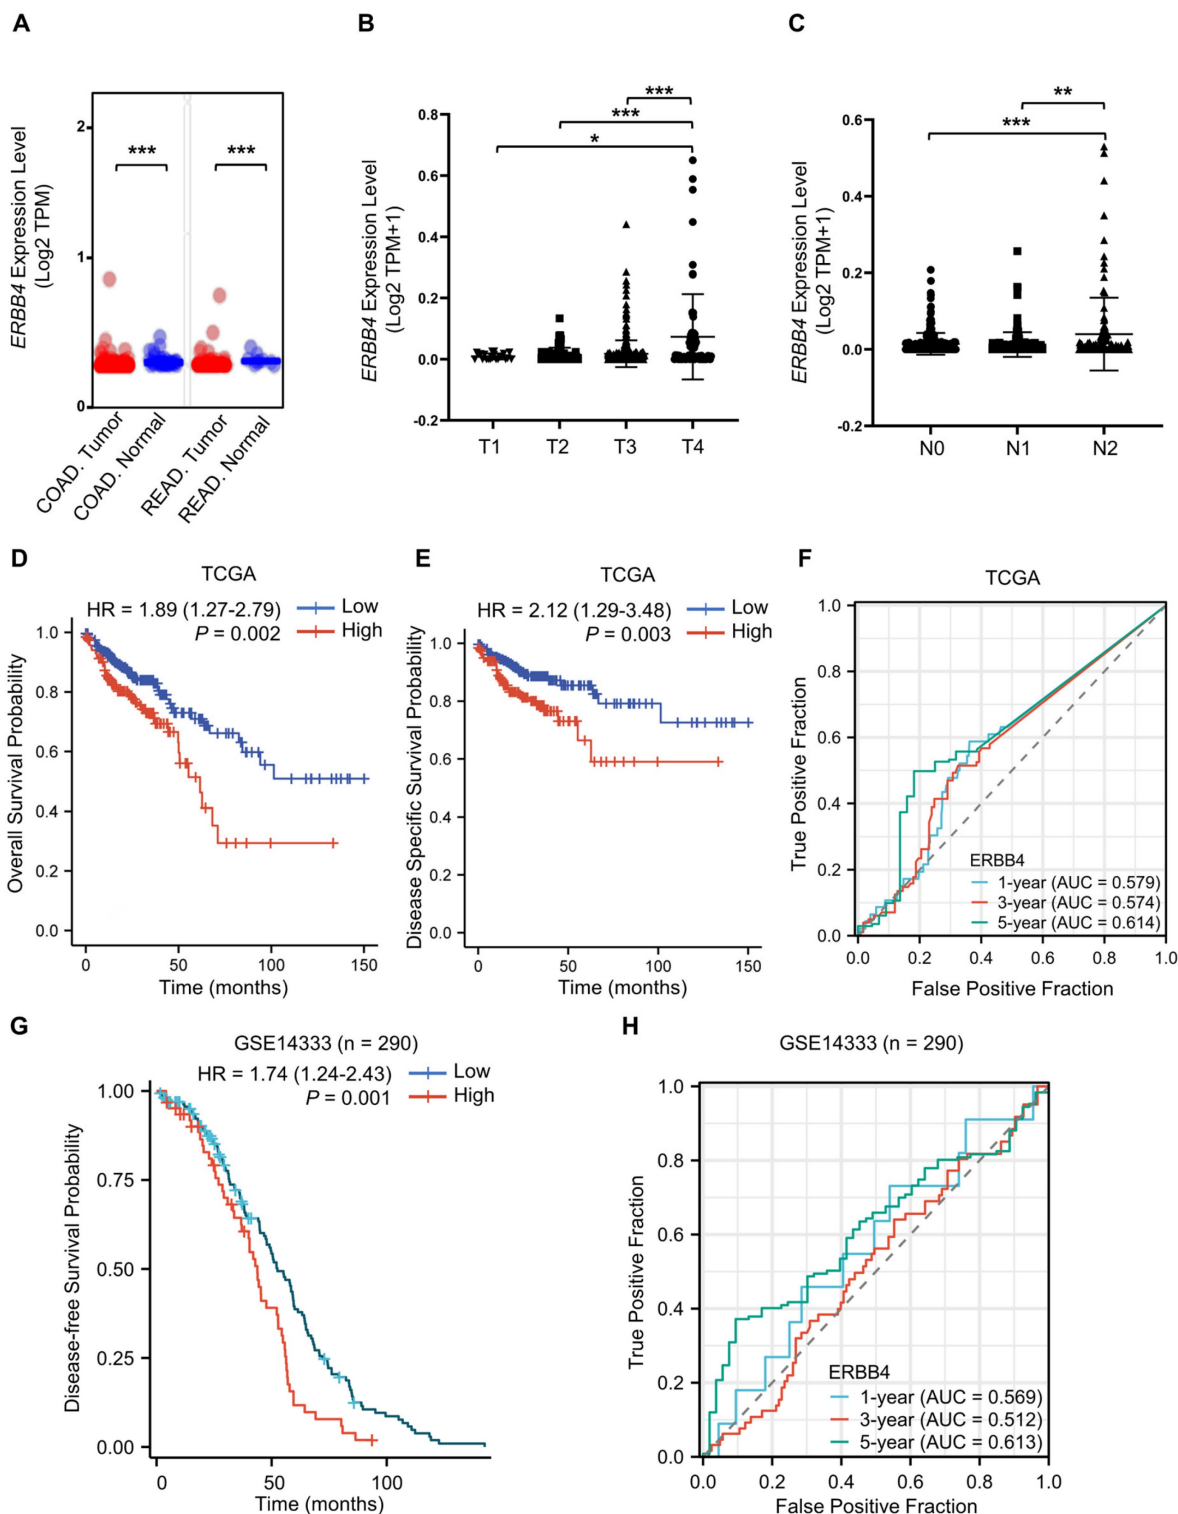 A
ERBB4 Expression Level
(Log2 TPM)
2
1
0
***
***
COAD. Tumor
COAD. Normal
READ. Tumor
READ. Normal
B
ERBB4 Expression Level
(Log2 TPM+1)
0.8
0.6
0.4
0.2
0.0
-0.2
***
***
*
T1
T2
T3
T4
C
ERBB4 Expression Level
(Log2 TPM+1)
0.6
0.4
0.2
0.0
-0.2
**
***
N0
N1
N2
D
TCGA
HR = 1.89 (1.27-2.79)
P = 0.002
Low
High
Overall Survival Probability
1.0
0.8
0.6
0.4
0.2
0.0
0
50
100
150
Time (months)
E
TCGA
HR = 2.12 (1.29-3.48)
P = 0.003
Low
High
Disease Specific Survival Probability
1.0
0.8
0.6
0.4
0.2
0.0
0
50
100
150
Time (months)
F
TCGA
True Positive Fraction
1.0
0.8
0.6
0.4
0.2
0.0
ERBB4
1-year (AUC = 0.579)
3-year (AUC = 0.574)
5-year (AUC = 0.614)
0.0
0.2
0.4
0.6
0.8
1.0
False Positive Fraction
G
GSE14333 (n = 290)
HR = 1.74 (1.24-2.43)
P = 0.001
Low
High
Disease-free Survival Probability
1.00
0.75
0.50
0.25
0.00
0
50
100
Time (months)
H
GSE14333 (n = 290)
True Positive Fraction
1.0
0.8
0.6
0.4
0.2
0.0
ERBB4
1-year (AUC = 0.569)
3-year (AUC = 0.512)
5-year (AUC = 0.613)
0.0
0.2
0.4
0.6
0.8
1.0
False Positive Fraction